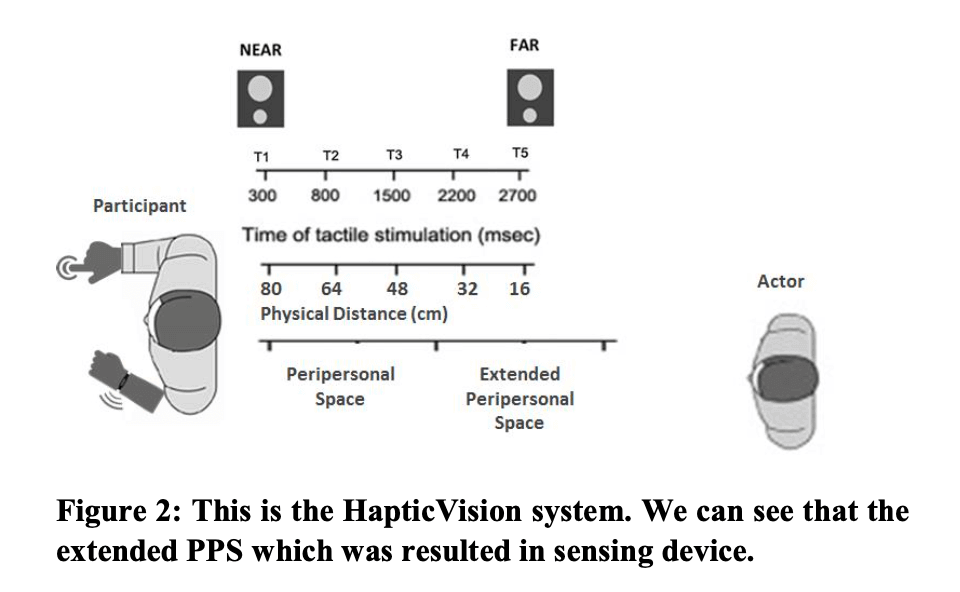 NEAR
FAR
T1 T2 T3 T4 T5
300 800 1500 2200 2700
Participant
Time of tactile stimulation (msec)
80 64 48 32 16
Physical Distance (cm)
Actor
Peripersonal
Space
Extended
Peripersonal
Space
Figure 2: This is the HapticVision system. We can see that the
extended PPS which was resulted in sensing device.